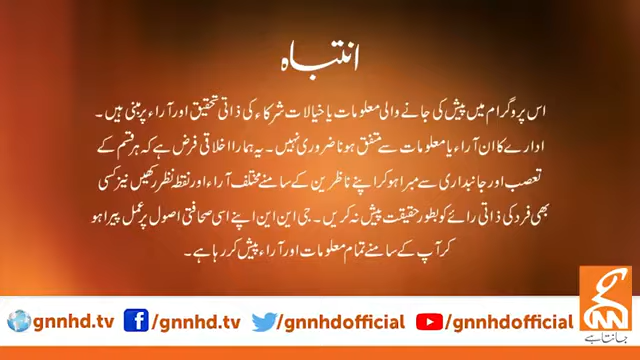 انتباہ
اس پروگرام میں پیش کی جانے والی معلومات یا خیالات شرکاء کی ذاتی تحقیق اور آراء پر مبنی ہیں۔
ادارے کا ان آراء یا معلومات سے متفق ہونا ضروری نہیں۔ یہ ہمارا اخلاقی فرض ہے کہ ہر قسم کے
تعصب اور جانبداری سے مبرا ہو کر اپنے ناظرین کے سامنے مختلف آراء اور نقطہ نظر رکھیں نیز کسی
بھی فرد کی ذاتی رائے کو بطور حقیقت پیش نہ کریں۔ جی این این اپنے اسی صحافتی اصول پر عمل پیرا ہو
کر آپ کے سامنے تمام معلومات اور آراء پیش کر رہا ہے۔
gnnhd.tv /gnnhd.tv /gnnhdofficial /gnnhdofficial
GNN
جانتا ہے